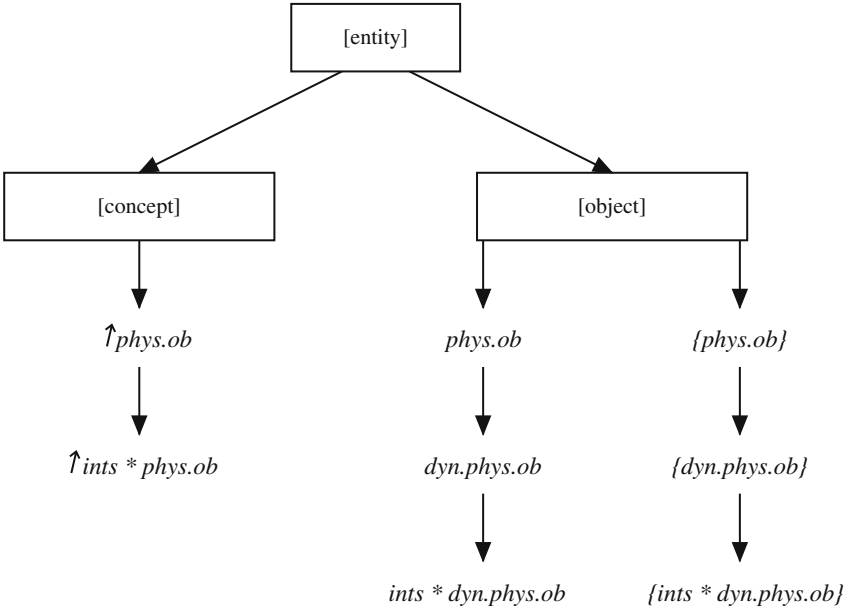 [entity]
[concept]
[object]
↑phys.ob
phys.ob
{phys.ob}
↑ints * phys.ob
dyn.phys.ob
{dyn.phys.ob}
ints * dyn.phys.ob
{ints * dyn.phys.ob}